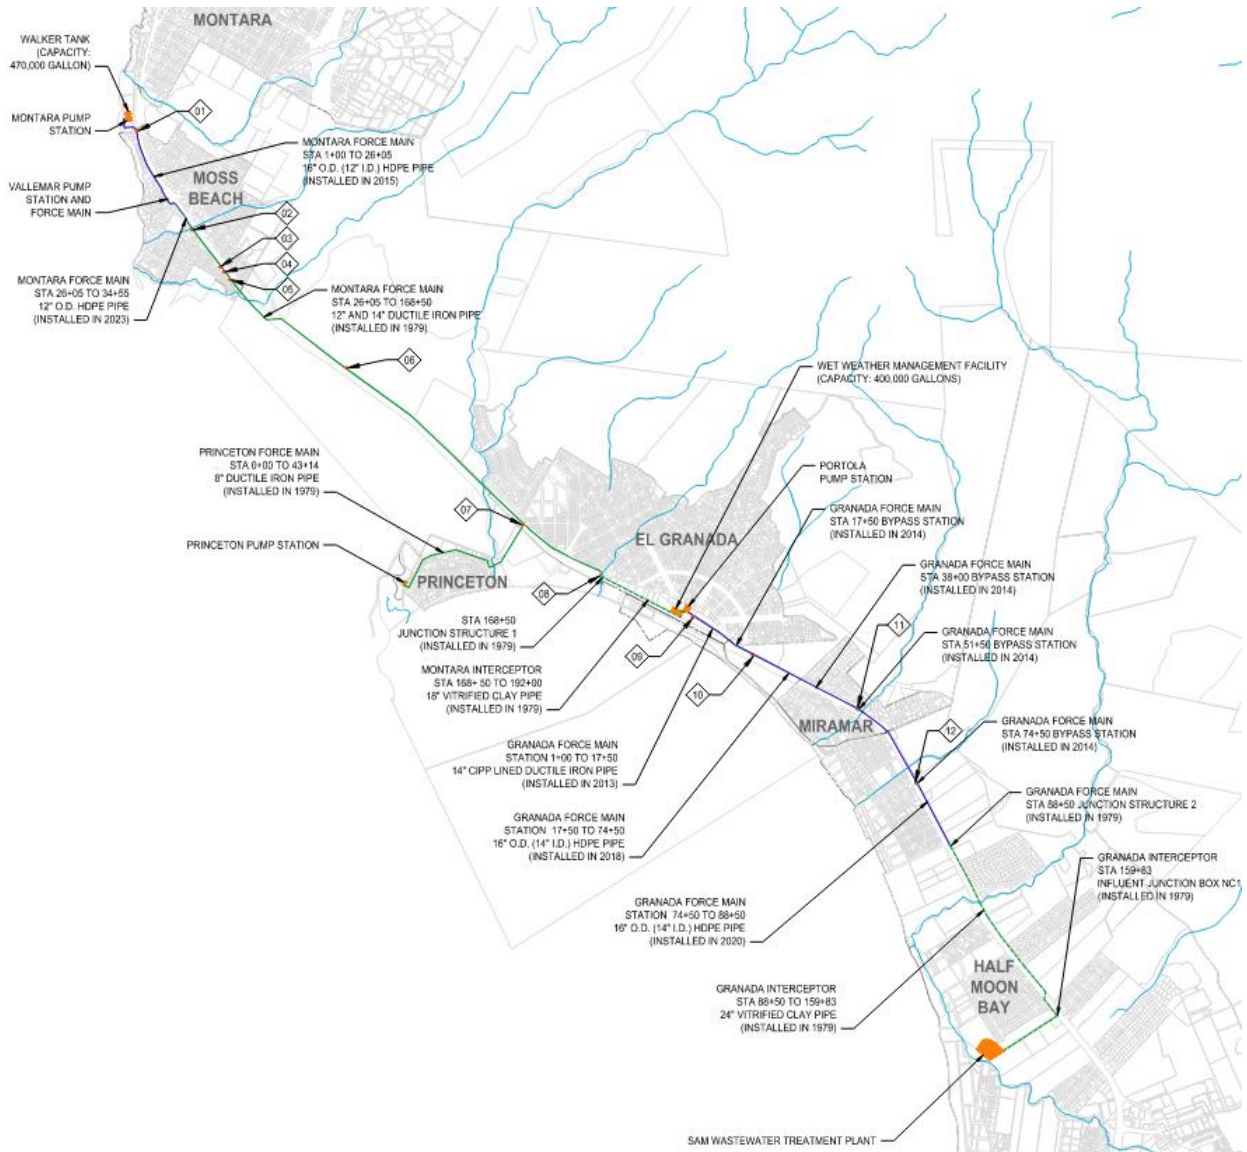 MONTARA
WALKER TANK
(CAPACITY:
470,000 GALLON)
01
MONTARA PUMP
STATION
MONTARA FORCE MAIN
STA 1+00 TO 26+05
16" O.D. (12" I.D.) HDPE PIPE
(INSTALLED IN 2015)
MOSS
BEACH
VALLEMAR PUMP
STATION AND
FORCE MAIN
02
03
04
05
MONTARA FORCE MAIN
STA 26+05 TO 34+55
12" O.D. HDPE PIPE
(INSTALLED IN 2023)
MONTARA FORCE MAIN
STA 26+05 TO 168+50
12" AND 14" DUCTILE IRON PIPE
(INSTALLED IN 1979)
06
WET WEATHER MANAGEMENT FACILITY
(CAPACITY: 400,000 GALLONS)
PRINCETON FORCE MAIN
STA 0+00 TO 43+14
8" DUCTILE IRON PIPE
(INSTALLED IN 1979)
PORTOLA
PUMP STATION
07
GRANADA FORCE MAIN
STA 17+50 BYPASS STATION
(INSTALLED IN 2014)
EL GRANADA
PRINCETON PUMP STATION
PRINCETON
GRANADA FORCE MAIN
STA 38+00 BYPASS STATION
(INSTALLED IN 2014)
08
STA 168+50
JUNCTION STRUCTURE 1
(INSTALLED IN 1979)
11
GRANADA FORCE MAIN
STA 51+50 BYPASS STATION
(INSTALLED IN 2014)
09
MONTARA INTERCEPTOR
STA 168+ 50 TO 192+00
18" VITRIFIED CLAY PIPE
(INSTALLED IN 1979)
10
MIRAMAR
12
GRANADA FORCE MAIN
STA 74+50 BYPASS STATION
(INSTALLED IN 2014)
GRANADA FORCE MAIN
STATION 1+00 TO 17+50
14" CIPP LINED DUCTILE IRON PIPE
(INSTALLED IN 2013)
GRANADA FORCE MAIN
STA 88+50 JUNCTION STRUCTURE 2
(INSTALLED IN 1979)
GRANADA FORCE MAIN
STATION 17+50 TO 74+50
16" O.D. (14" I.D.) HDPE PIPE
(INSTALLED IN 2018)
GRANADA INTERCEPTOR
STA 159+83
INFLUENT JUNCTION BOX NC1
(INSTALLED IN 1979)
GRANADA FORCE MAIN
STATION 74+50 TO 88+50
16" O.D. (14" I.D.) HDPE PIPE
(INSTALLED IN 2020)
HALF
MOON
BAY
GRANADA INTERCEPTOR
STA 88+50 TO 159+83
24" VITRIFIED CLAY PIPE
(INSTALLED IN 1979)
SAM WASTEWATER TREATMENT PLANT